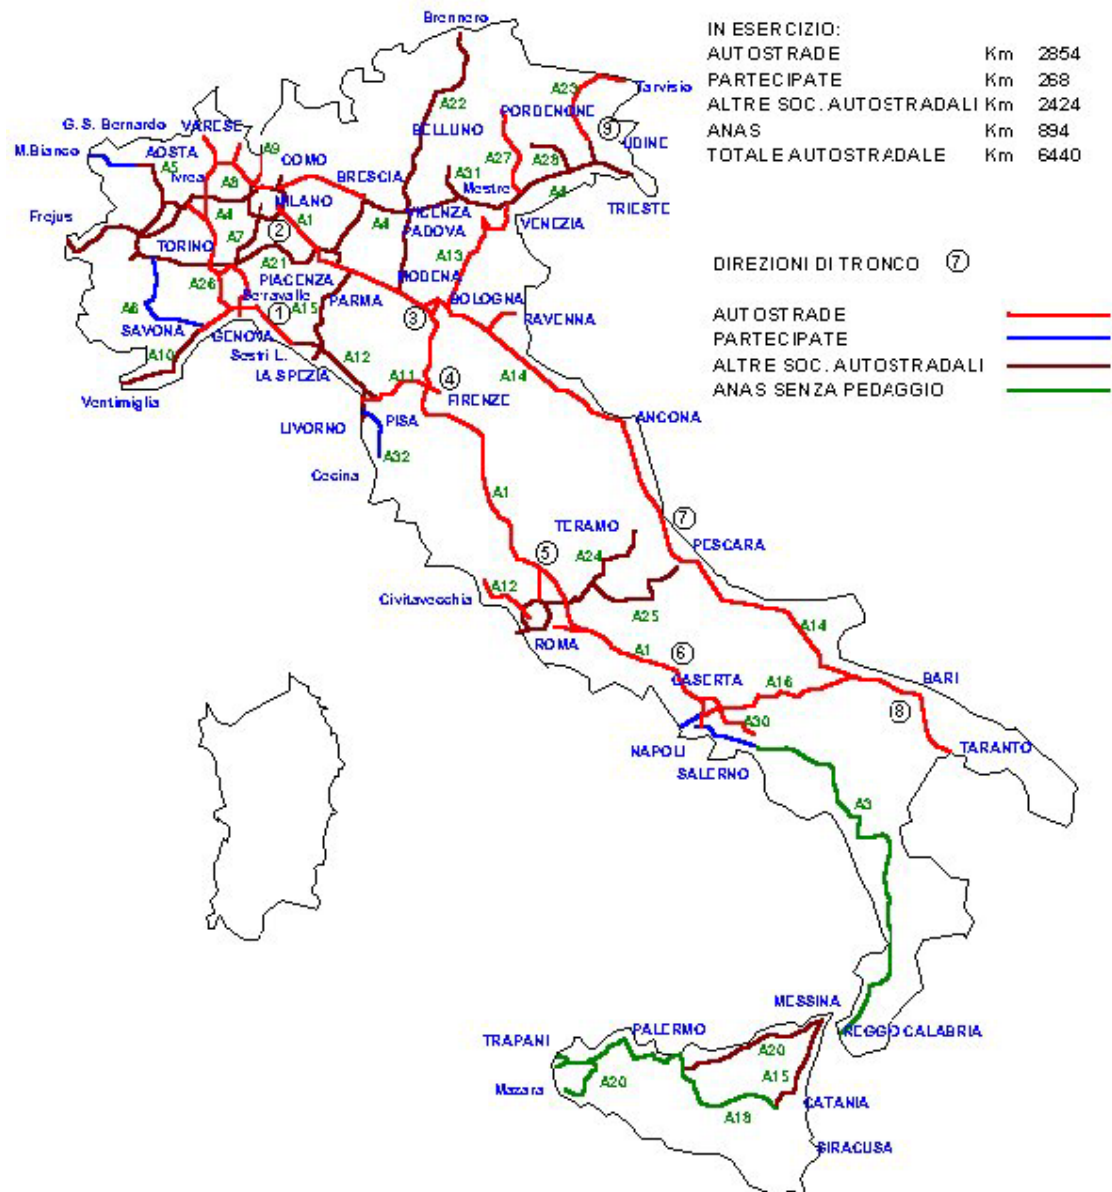 Brennero
IN ESERCIZIO:
AUTOSTRADE Km 2854
PARTECIPATE Km 268
ALTRE SOC. AUTOSTRADALI Km 2424
ANAS Km 894
TOTALE AUTOSTRADALE Km 6440
Tarvisio
A23
A22
PORDENONE
G.S. Bernardo
VARESE
BELLUNO
9
UDINE
M.Bianco
AOSTA
A9
COMO
A27
A28
A5
Ivrea
A8
BRESCIA
A31
Mestre
A4
TRIESTE
Frejus
MILANO
A4
A1
A4
VICENZA
PADOVA
VENEZIA
2
TORINO
A7
A13
A21
DIREZIONI DI TRONCO 7
A26
PIACENZA
MODENA
Serravalle
A6
A15
PARMA
BOLOGNA
1
3
RAVENNA
AUTOSTRADE
SAVONA
GENOVA
PARTECIPATE
A10
Sestri L.
A12
ALTRE SOC. AUTOSTRADALI
LA SPEZIA
A11
4
A14
ANAS SENZA PEDAGGIO
Ventimiglia
FIRENZE
LIVORNO
PISA
ANCONA
A32
Cecina
A1
7
TERAMO
PESCARA
5
A24
A12
Civitavecchia
A25
A14
ROMA
A1
6
CASERTA
A16
BARI
8
A30
NAPOLI
TARANTO
SALERNO
A3
MESSINA
PALERMO
REGGO CALABRIA
TRAPANI
A20
A15
Mazara
A20
CATANIA
A18
SIRACUSA